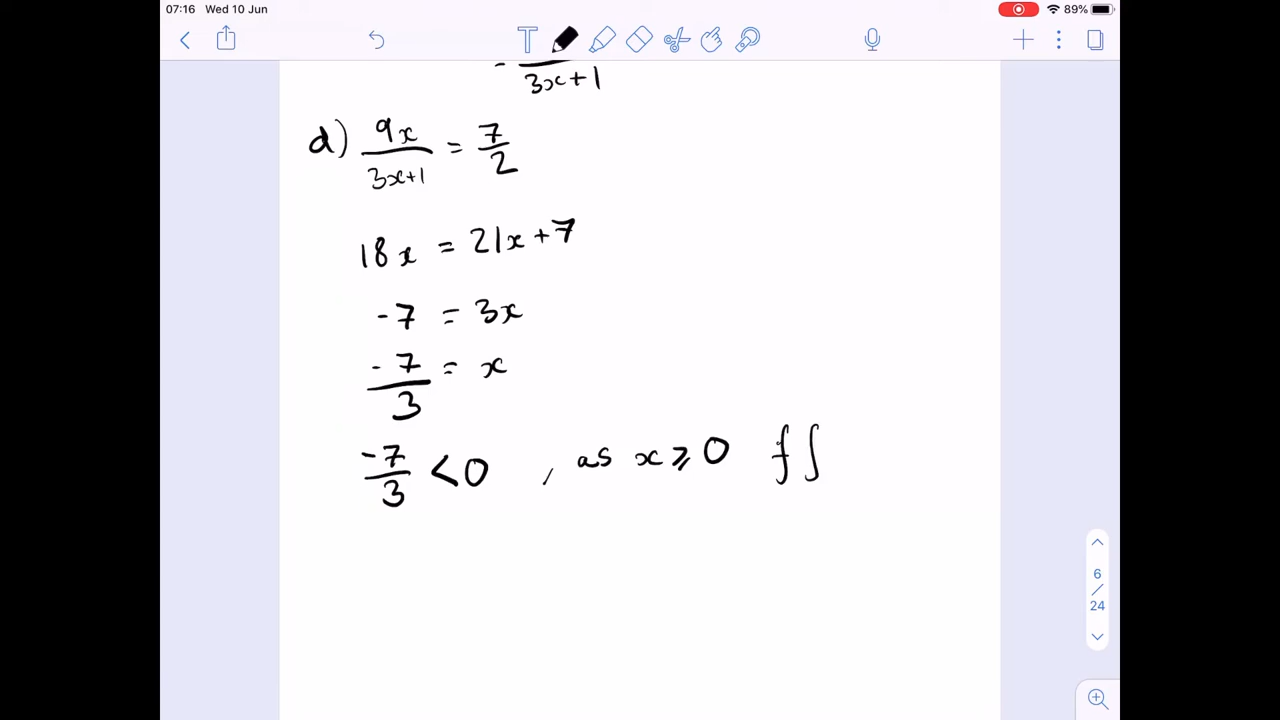 07:16 Wed 10 Jun 89%
T
- ―
3x+1
d) 9x/3x+1 = 7/2
18x = 21x+7
-7 = 3x
-7/3 = x
-7/3 <0 , as x ⩾ 0 f
6
/
24